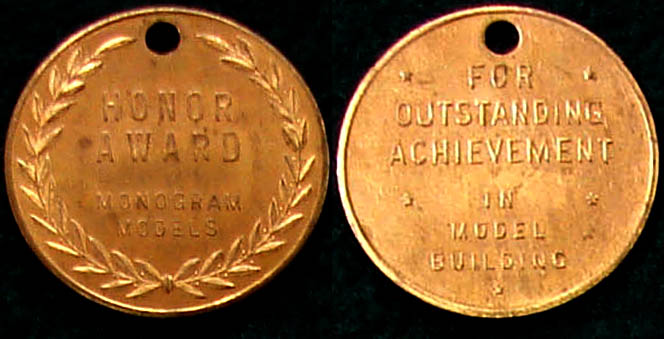 HONOR
AWARD
MONOGRAM
MODELS
FOR
OUTSTANDING
ACHIEVEMENT
IN
MODEL
BUILDING